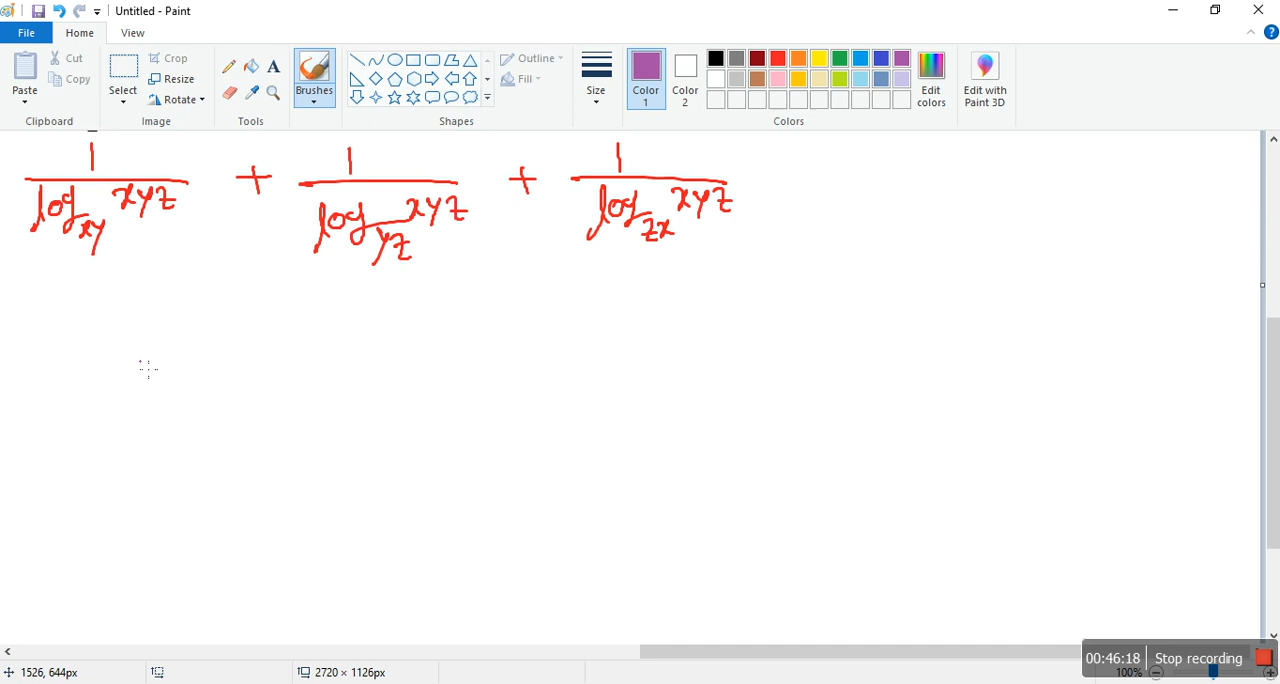 Untitled - Paint
File Home View
Paste Cut Copy Select Crop Resize Rotate A Brushes Outline Fill Size Color 1 Color 2 Edit colors Edit with Paint 3D
Clipboard Image Tools Shapes Colors
1/log_xy xyz + 1/log_yz xyz + 1/log_zx xyz
00:46:18 Stop recording
1526, 644px 2720 × 1126px 100%